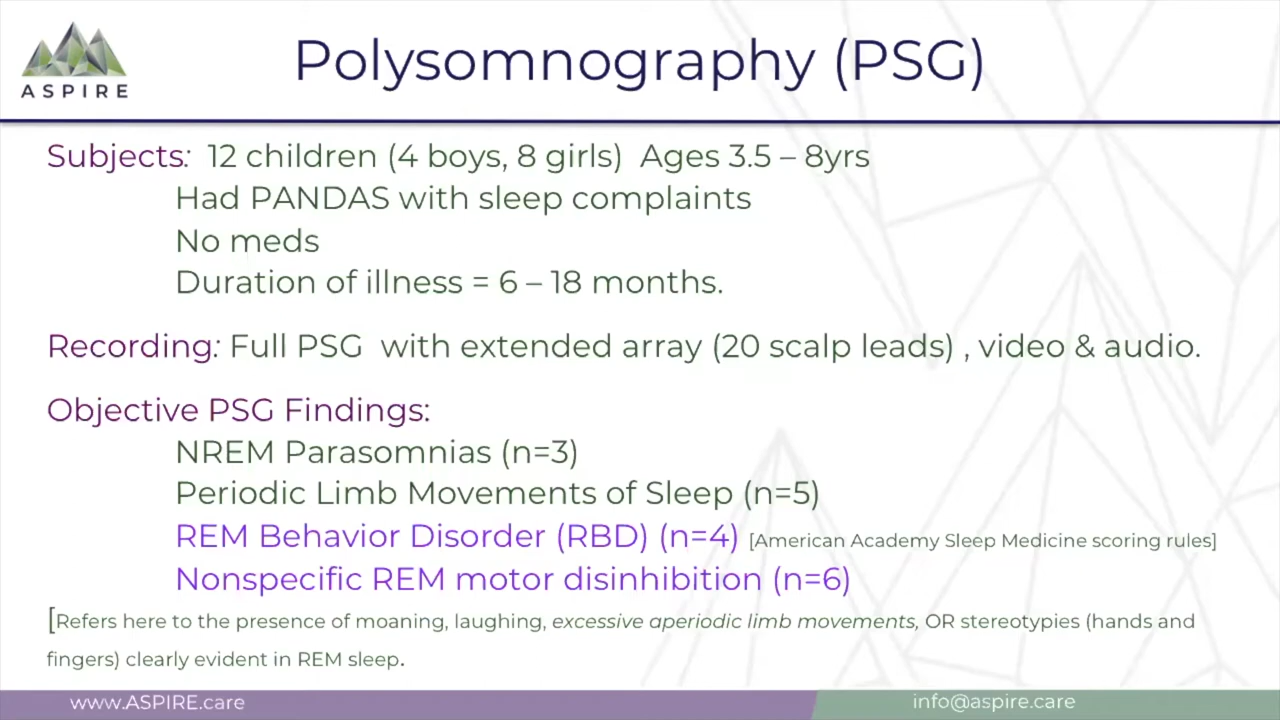 ASPIRE
Polysomnography (PSG)
Subjects: 12 children (4 boys, 8 girls) Ages 3.5 – 8yrs
Had PANDAS with sleep complaints
No meds
Duration of illness = 6 – 18 months.
Recording: Full PSG with extended array (20 scalp leads) , video & audio.
Objective PSG Findings:
NREM Parasomnias (n=3)
Periodic Limb Movements of Sleep (n=5)
REM Behavior Disorder (RBD) (n=4) [American Academy Sleep Medicine scoring rules]
Nonspecific REM motor disinhibition (n=6)
[Refers here to the presence of moaning, laughing, excessive aperiodic limb movements, OR stereotypies (hands and
fingers) clearly evident in REM sleep.
www.ASPIRE.care
info@aspire.care